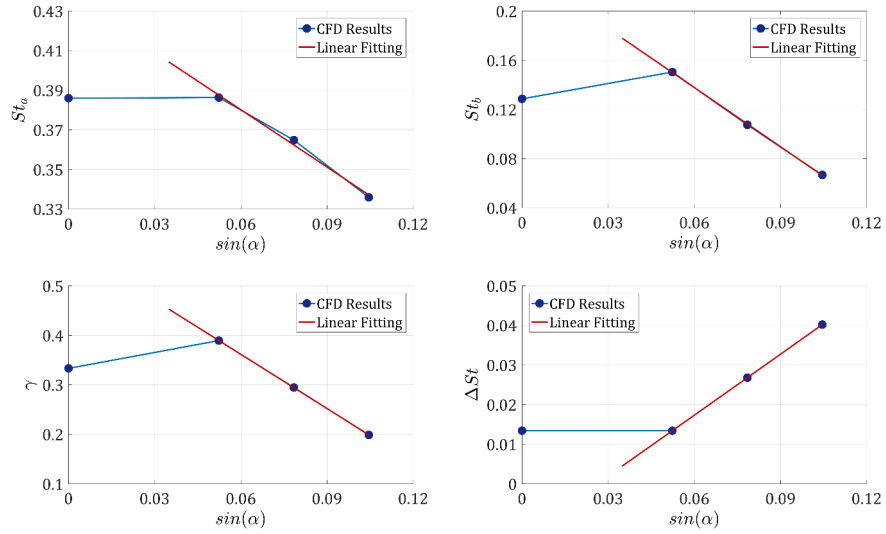 0.43
0.41
0.39
0.37
0.35
0.33
St_a
0 0.03 0.06 0.09 0.12
sin(α)
CFD Results
Linear Fitting
0.2
0.16
0.12
0.08
0.04
St_b
0 0.03 0.06 0.09 0.12
sin(α)
CFD Results
Linear Fitting
0.5
0.4
0.3
0.2
0.1
γ
0 0.03 0.06 0.09 0.12
sin(α)
CFD Results
Linear Fitting
0.05
0.04
0.03
0.02
0.01
0
ΔSt
0 0.03 0.06 0.09 0.12
sin(α)
CFD Results
Linear Fitting